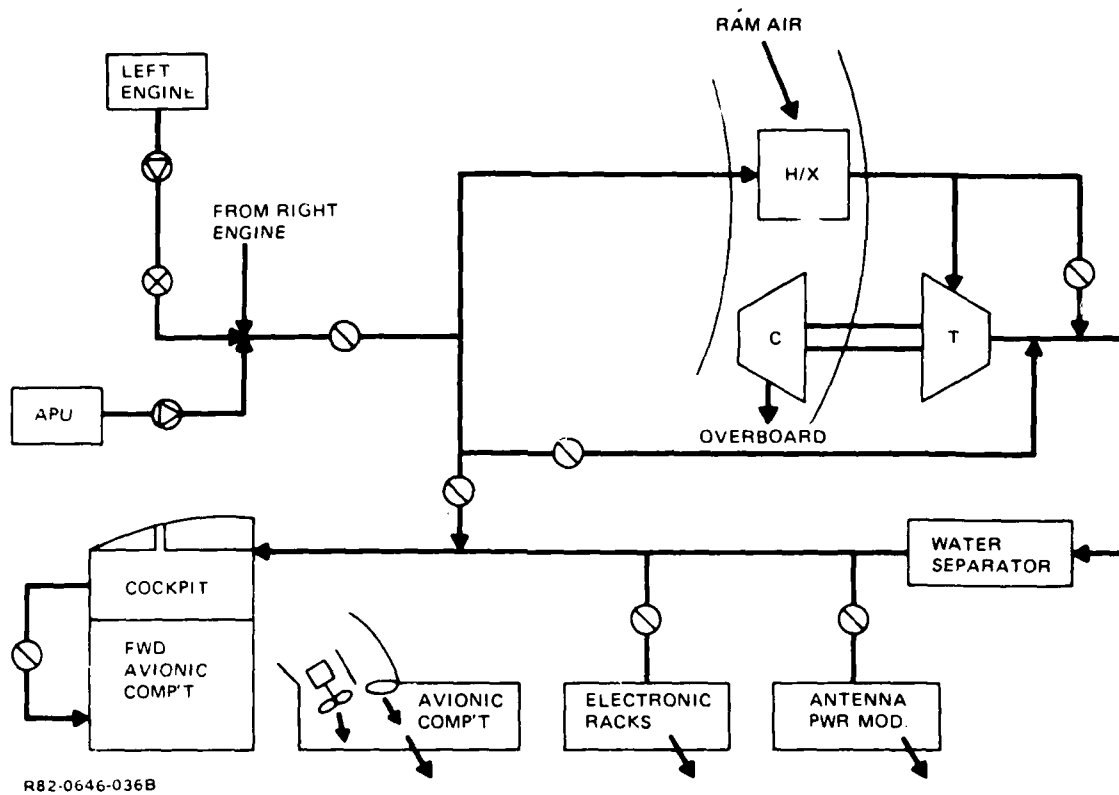 RAM AIR
LEFT
ENGINE
H/X
FROM RIGHT
ENGINE
C
T
APU
OVERBOARD
WATER
SEPARATOR
COCKPIT
FWD
AVIONIC
COMP'T
AVIONIC
COMP'T
ELECTRONIC
RACKS
ANTENNA
PWR MOD.
R82-0646-036B